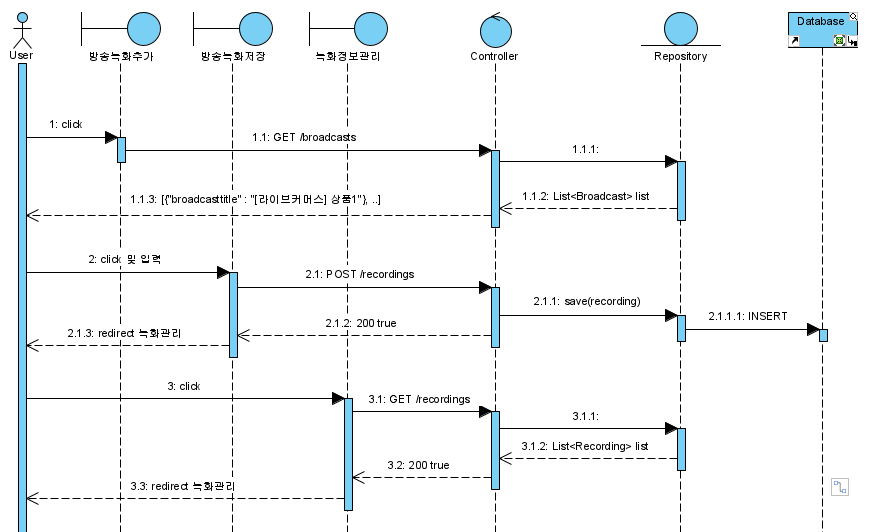 User
방송녹화추가
방송녹화저장
녹화정보관리
Controller
Repository
Database
1: click
1.1: GET /broadcasts
1.1.1:
1.1.2: List<Broadcast> list
1.1.3: [{"broadcasttitle" : "[라이브커머스] 상품1"}, ..]
2: click 및 입력
2.1: POST /recordings
2.1.1: save(recording)
2.1.1.1: INSERT
2.1.2: 200 true
2.1.3: redirect 녹화관리
3: click
3.1: GET /recordings
3.1.1:
3.1.2: List<Recording> list
3.2: 200 true
3.3: redirect 녹화관리